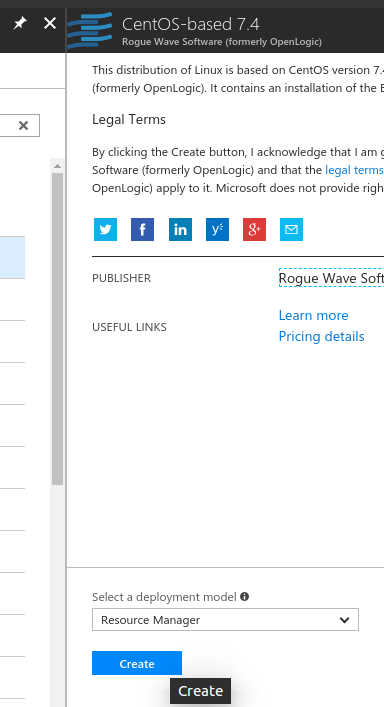 CentOS-based 7.4
Rogue Wave Software (formerly OpenLogic)
This distribution of Linux is based on CentOS version 7.4
(formerly OpenLogic). It contains an installation of the
Legal Terms
By clicking the Create button, I acknowledge that I am
Software (formerly OpenLogic) and that the legal terms
OpenLogic) apply to it. Microsoft does not provide
PUBLISHER
Rogue Wave
USEFUL LINKS
Learn more
Pricing details
Select a deployment model
Resource Manager
Create
Create